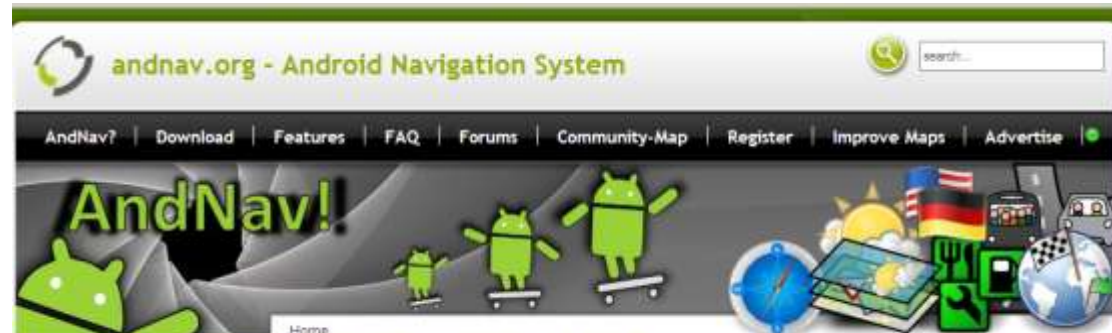 andnav.org - Android Navigation System
search...
AndNav? | Download | Features | FAQ | Forums | Community-Map | Register | Improve Maps | Advertise
AndNav!
Home